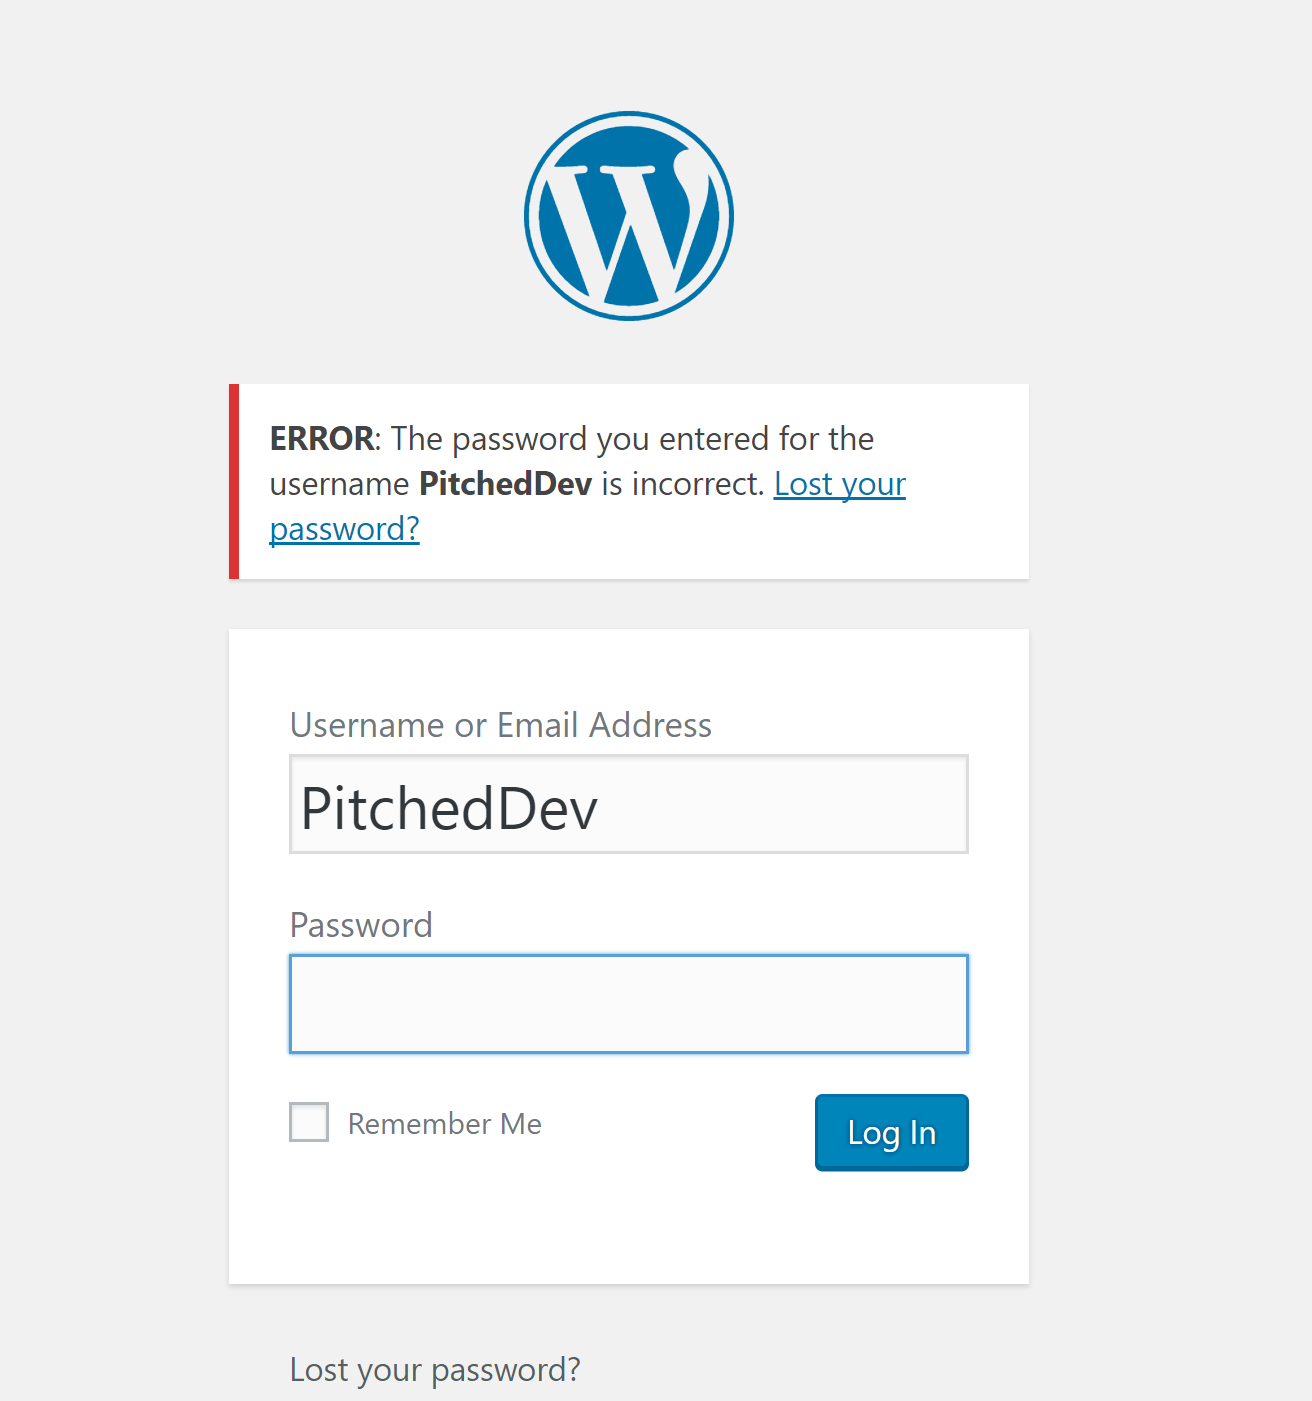 ERROR: The password you entered for the
username PitchedDev is incorrect. Lost your
password?
Username or Email Address
PitchedDev
Password
Remember Me
Log In
Lost your password?